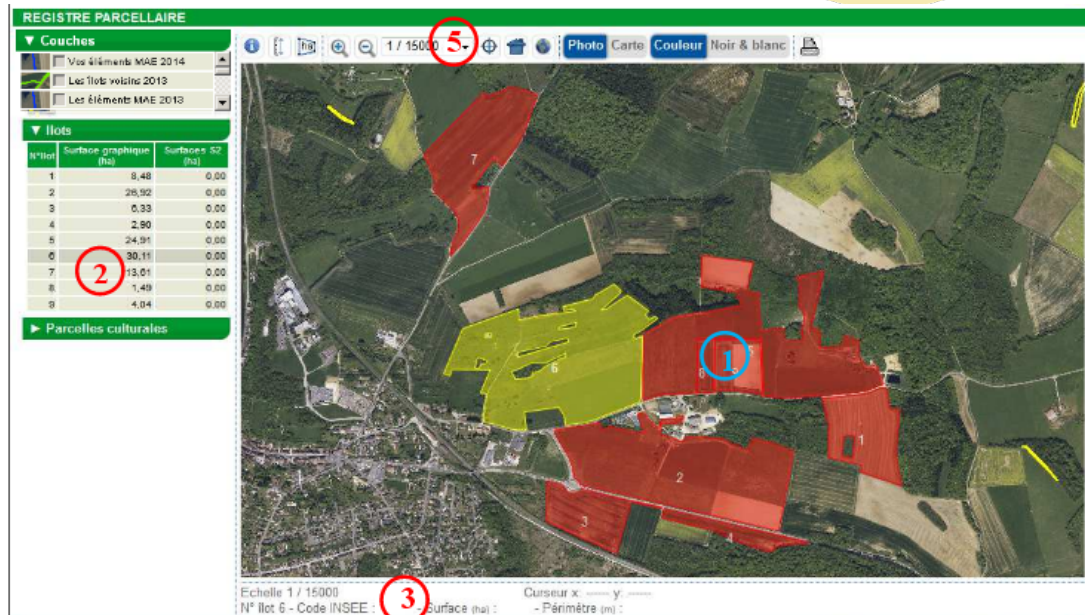 REGISTRE PARCELLAIRE
▼ Couches
Vos éléments MAE 2014
Les îlots voisins 2013
Les éléments MAE 2013
1 / 15000
5
Photo Carte Couleur Noir & blanc
▼ Ilots
N°Ilot Surface graphique (ha) Surfaces S2 (ha)
1 8,48 0,00
2 26,92 0,00
3 6,33 0,00
4 2,90 0,00
5 24,91 0,00
6 30,11 0,00
7 13,61 0,00
8 1,49 0,00
9 4,04 0,00
2
► Parcelles culturales
7
6
8
9
1
1
2
3
4
Echelle 1 / 15000 Curseur x: ------ y: ------
N° îlot 6 - Code INSEE : 3 - Surface (ha) : - Périmètre (m) :